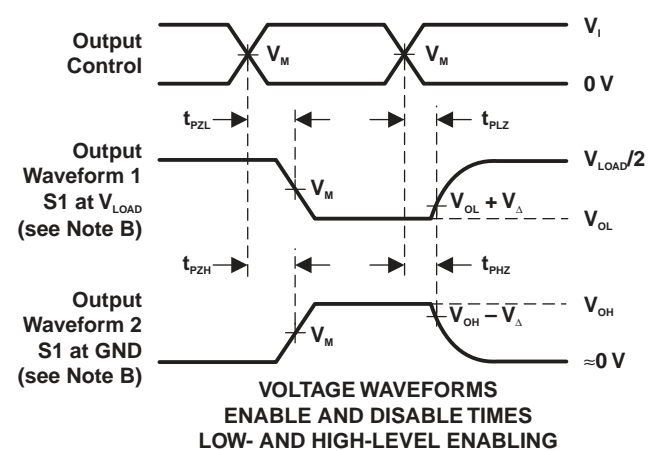 Output
Control
V_M
V_M
V_I
0 V
t_PZL
t_PLZ
Output
Waveform 1
S1 at V_LOAD
(see Note B)
V_M
V_OL + V_Δ
V_LOAD/2
V_OL
t_PZH
t_PHZ
Output
Waveform 2
S1 at GND
(see Note B)
V_M
V_OH – V_Δ
V_OH
≈0 V
VOLTAGE WAVEFORMS
ENABLE AND DISABLE TIMES
LOW- AND HIGH-LEVEL ENABLING